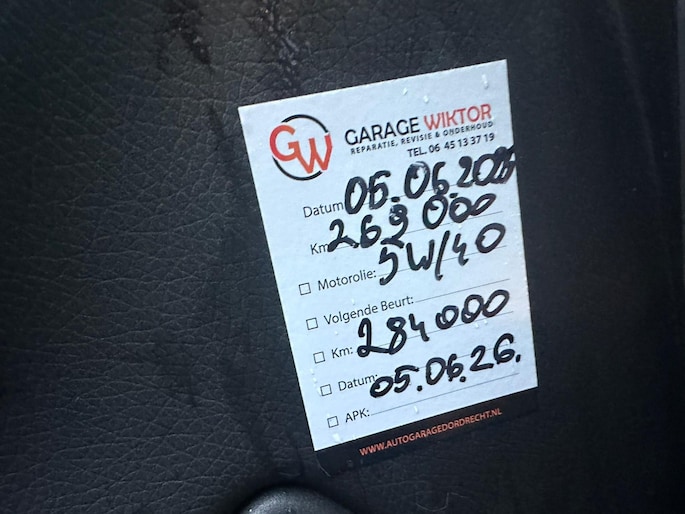 GW
GARAGE WIKTOR
REPARATIE, REVISIE & ONDERHOUD
TEL. 06 45 13 37 19
Datum 05.06.2025
Km 269 000
Motorolie: 5W/40
Volgende Beurt:
Km: 284000
Datum: 05.06.26.
APK:
WWW.AUTOGARAGEDORDRECHT.NL